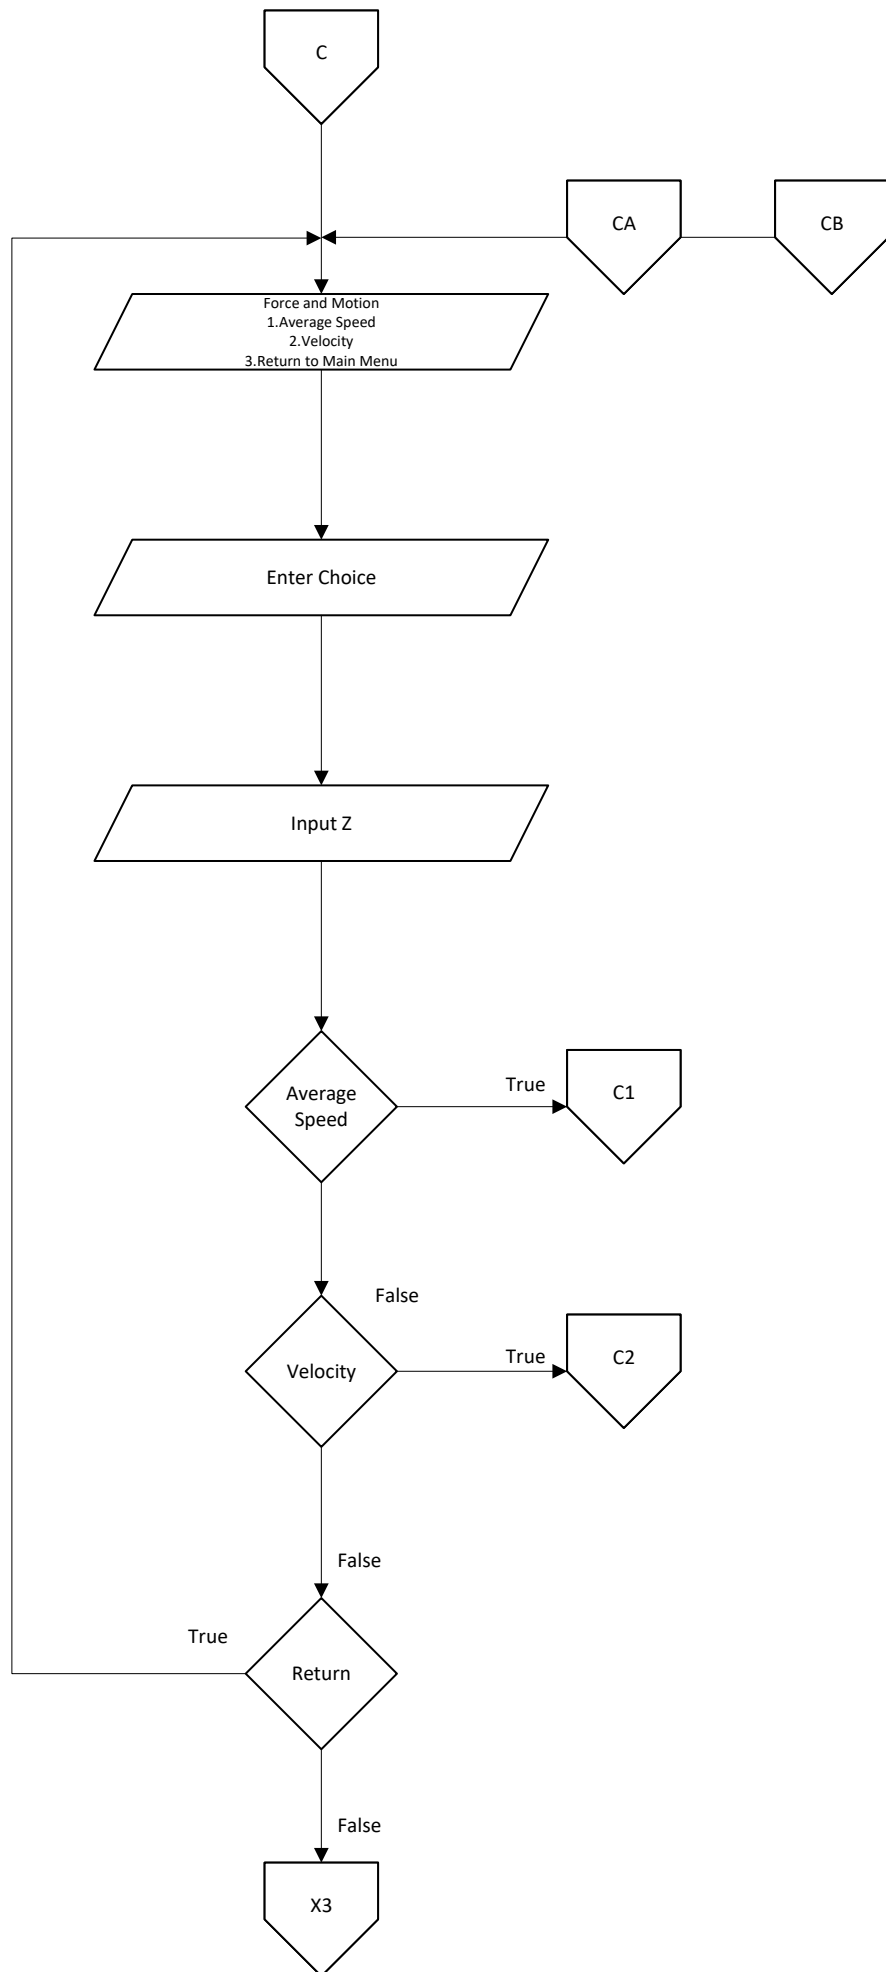 C
CA
CB
Force and Motion
1.Average Speed
2.Velocity
3.Return to Main Menu
Enter Choice
Input Z
Average
Speed
True
C1
False
Velocity
True
C2
False
True
Return
False
X3